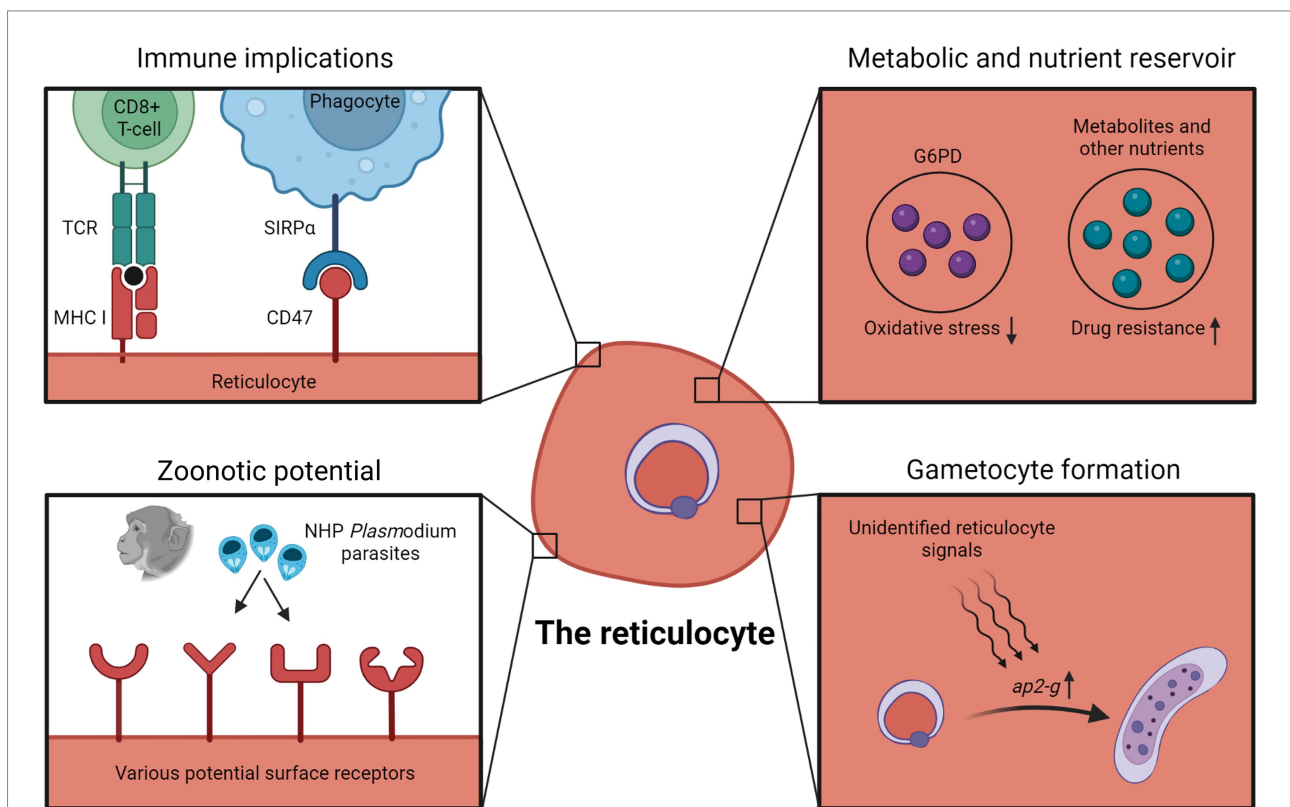 Immune implications
CD8+
T-cell
Phagocyte
TCR
SIRPα
MHC I
CD47
Reticulocyte
Metabolic and nutrient reservoir
G6PD
Metabolites and
other nutrients
Oxidative stress ↓
Drug resistance ↑
Zoonotic potential
NHP Plasmodium
parasites
Various potential surface receptors
The reticulocyte
Gametocyte formation
Unidentified reticulocyte
signals
ap2-g ↑